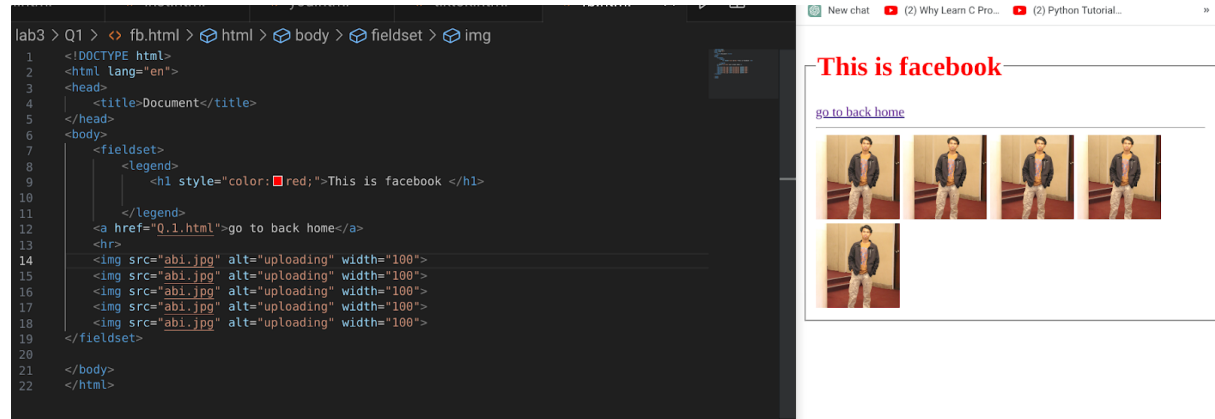 lab3 > Q1 > <> fb.html > html > body > fieldset > img
1 <!DOCTYPE html>
2 <html lang="en">
3 <head>
4     <title>Document</title>
5 </head>
6 <body>
7     <fieldset>
8         <legend>
9             <h1 style="color:red;">This is facebook </h1>
10
11         </legend>
12     <a href="Q.1.html">go to back home</a>
13     <hr>
14     <img src="abi.jpg" alt="uploading" width="100">
15     <img src="abi.jpg" alt="uploading" width="100">
16     <img src="abi.jpg" alt="uploading" width="100">
17     <img src="abi.jpg" alt="uploading" width="100">
18     <img src="abi.jpg" alt="uploading" width="100">
19 </fieldset>
20
21 </body>
22 </html>
New chat (2) Why Learn C Pro... (2) Python Tutorial... »
This is facebook
go to back home